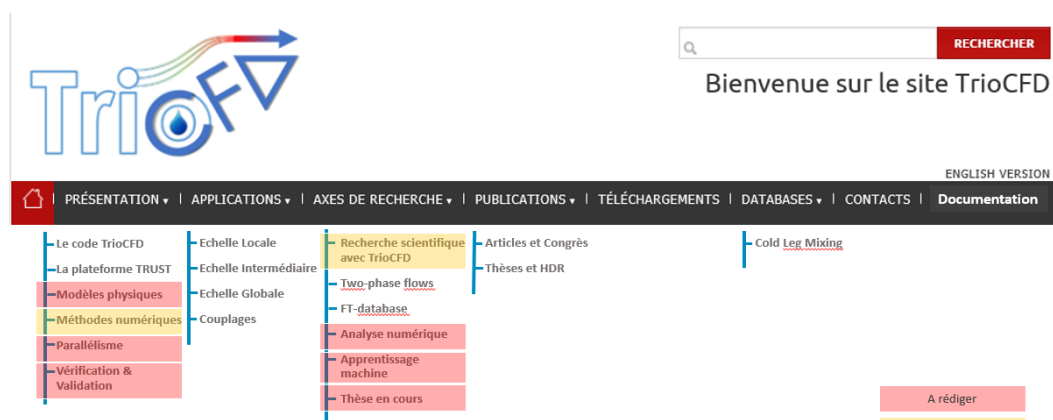 TrioCFD
RECHERCHER
Bienvenue sur le site TrioCFD
ENGLISH VERSION
PRÉSENTATION ▾ | APPLICATIONS ▾ | AXES DE RECHERCHE ▾ | PUBLICATIONS ▾ | TÉLÉCHARGEMENTS | DATABASES ▾ | CONTACTS | Documentation
Le code TrioCFD
La plateforme TRUST
Modèles physiques
Méthodes numériques
Parallélisme
Vérification &
Validation
Echelle Locale
Echelle Intermédiaire
Echelle Globale
Couplages
Recherche scientifique
avec TrioCFD
Two-phase flows
FT-database
Analyse numérique
Apprentissage
machine
Thèse en cours
Articles et Congrès
Thèses et HDR
Cold Leg Mixing
A rédiger